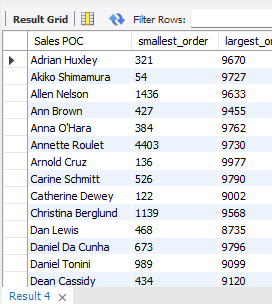 Result Grid Filter Rows:
Sales POC smallest_order largest_or
Adrian Huxley 321 9670
Akiko Shimamura 54 9727
Allen Nelson 1436 9633
Ann Brown 427 9455
Anna O'Hara 384 9762
Annette Roulet 4403 9730
Arnold Cruz 136 9977
Carine Schmitt 526 9790
Catherine Dewey 122 9002
Christina Berglund 1139 9568
Dan Lewis 468 8735
Daniel Da Cunha 673 9796
Daniel Tonini 989 9099
Dean Cassidy 434 9120
Result 4 ×